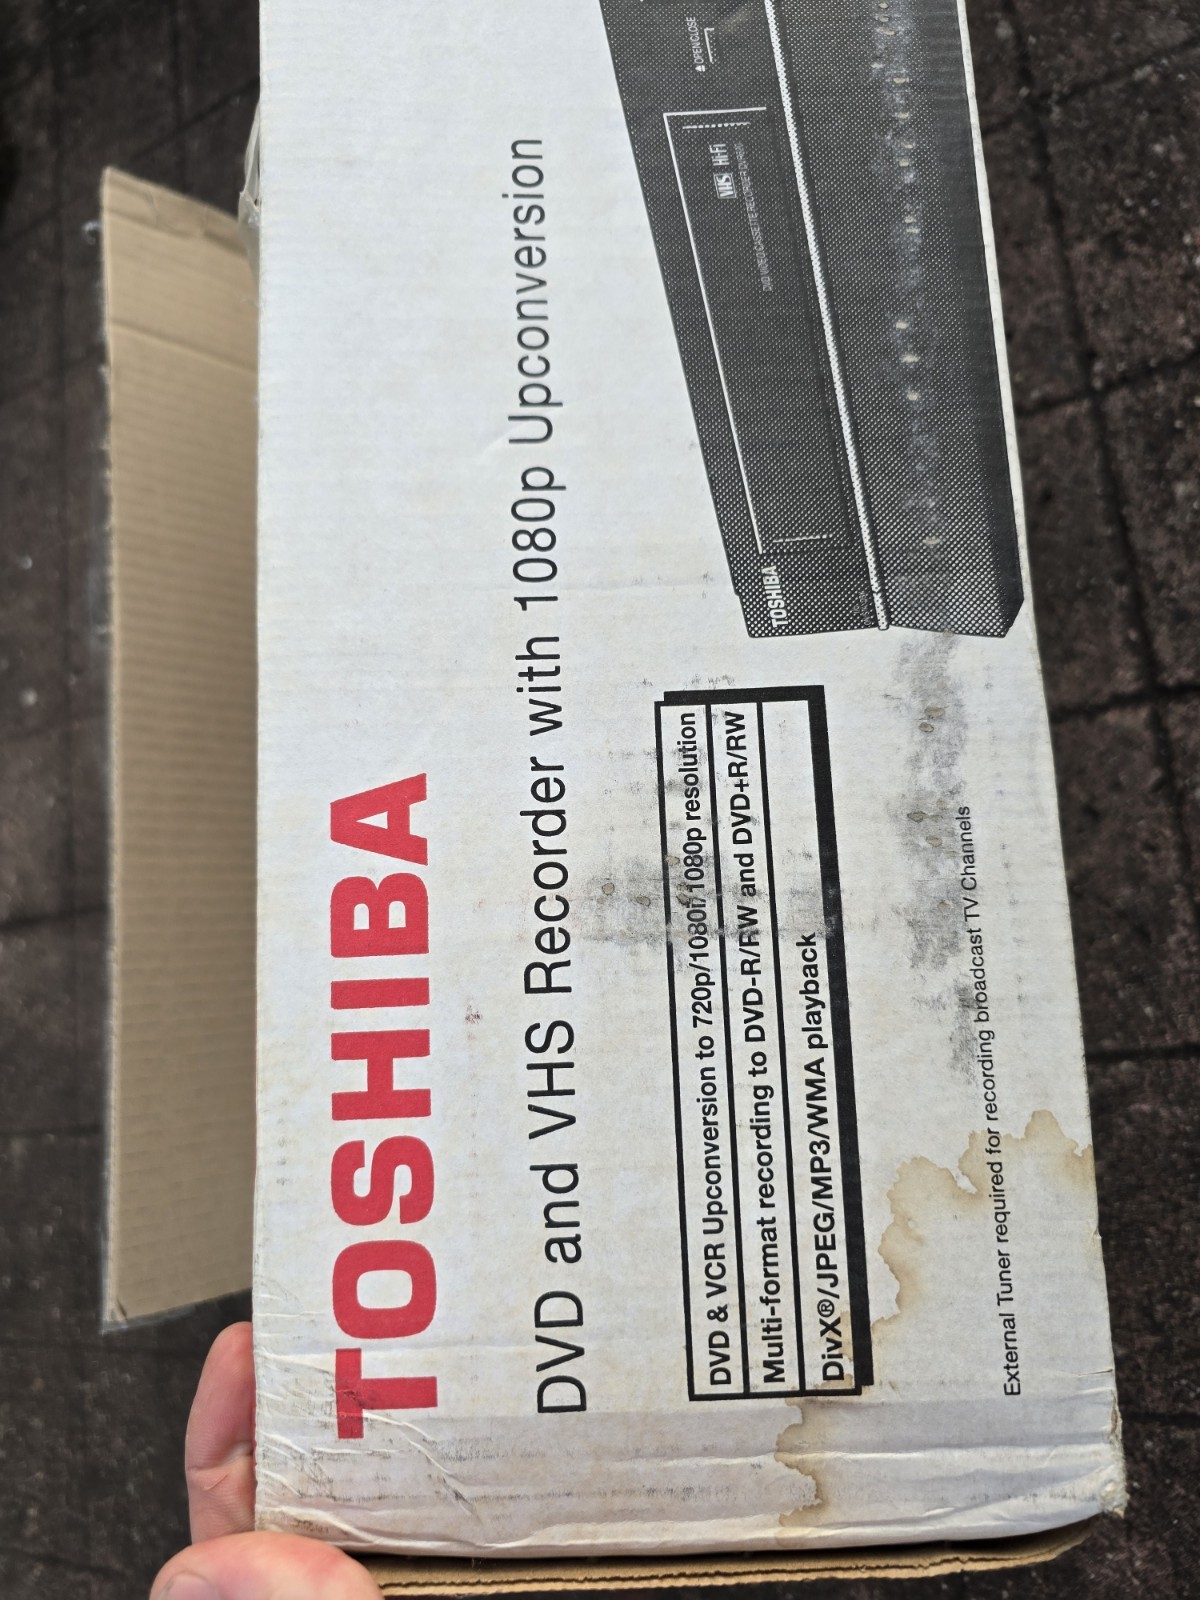 TOSHIBA
DVD and VHS Recorder with 1080p Upconversion
DVD & VCR Upconversion to 720p/1080i/1080p resolution
Multi-format recording to DVD-R/RW and DVD+R/RW
DivX®/JPEG/MP3/WMA playback
External Tuner required for recording broadcast TV Channels
TOSHIBA
VHS Hi-Fi
OPEN/CLOSE